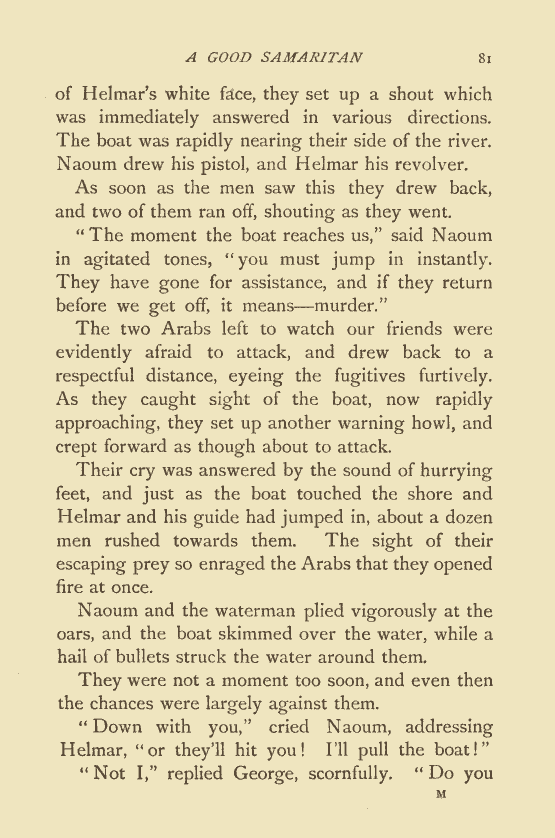 A GOOD SAMARITAN 81
of Helmar's white face, they set up a shout which
was immediately answered in various directions.
The boat was rapidly nearing their side of the river.
Naoum drew his pistol, and Helmar his revolver.
As soon as the men saw this they drew back,
and two of them ran off, shouting as they went.
"The moment the boat reaches us," said Naoum
in agitated tones, "you must jump in instantly.
They have gone for assistance, and if they return
before we get off, it means—murder."
The two Arabs left to watch our friends were
evidently afraid to attack, and drew back to a
respectful distance, eyeing the fugitives furtively.
As they caught sight of the boat, now rapidly
approaching, they set up another warning howl, and
crept forward as though about to attack.
Their cry was answered by the sound of hurrying
feet, and just as the boat touched the shore and
Helmar and his guide had jumped in, about a dozen
men rushed towards them. The sight of their
escaping prey so enraged the Arabs that they opened
fire at once.
Naoum and the waterman plied vigorously at the
oars, and the boat skimmed over the water, while a
hail of bullets struck the water around them.
They were not a moment too soon, and even then
the chances were largely against them.
"Down with you," cried Naoum, addressing
Helmar, "or they'll hit you! I'll pull the boat!"
"Not I," replied George, scornfully. "Do you
M